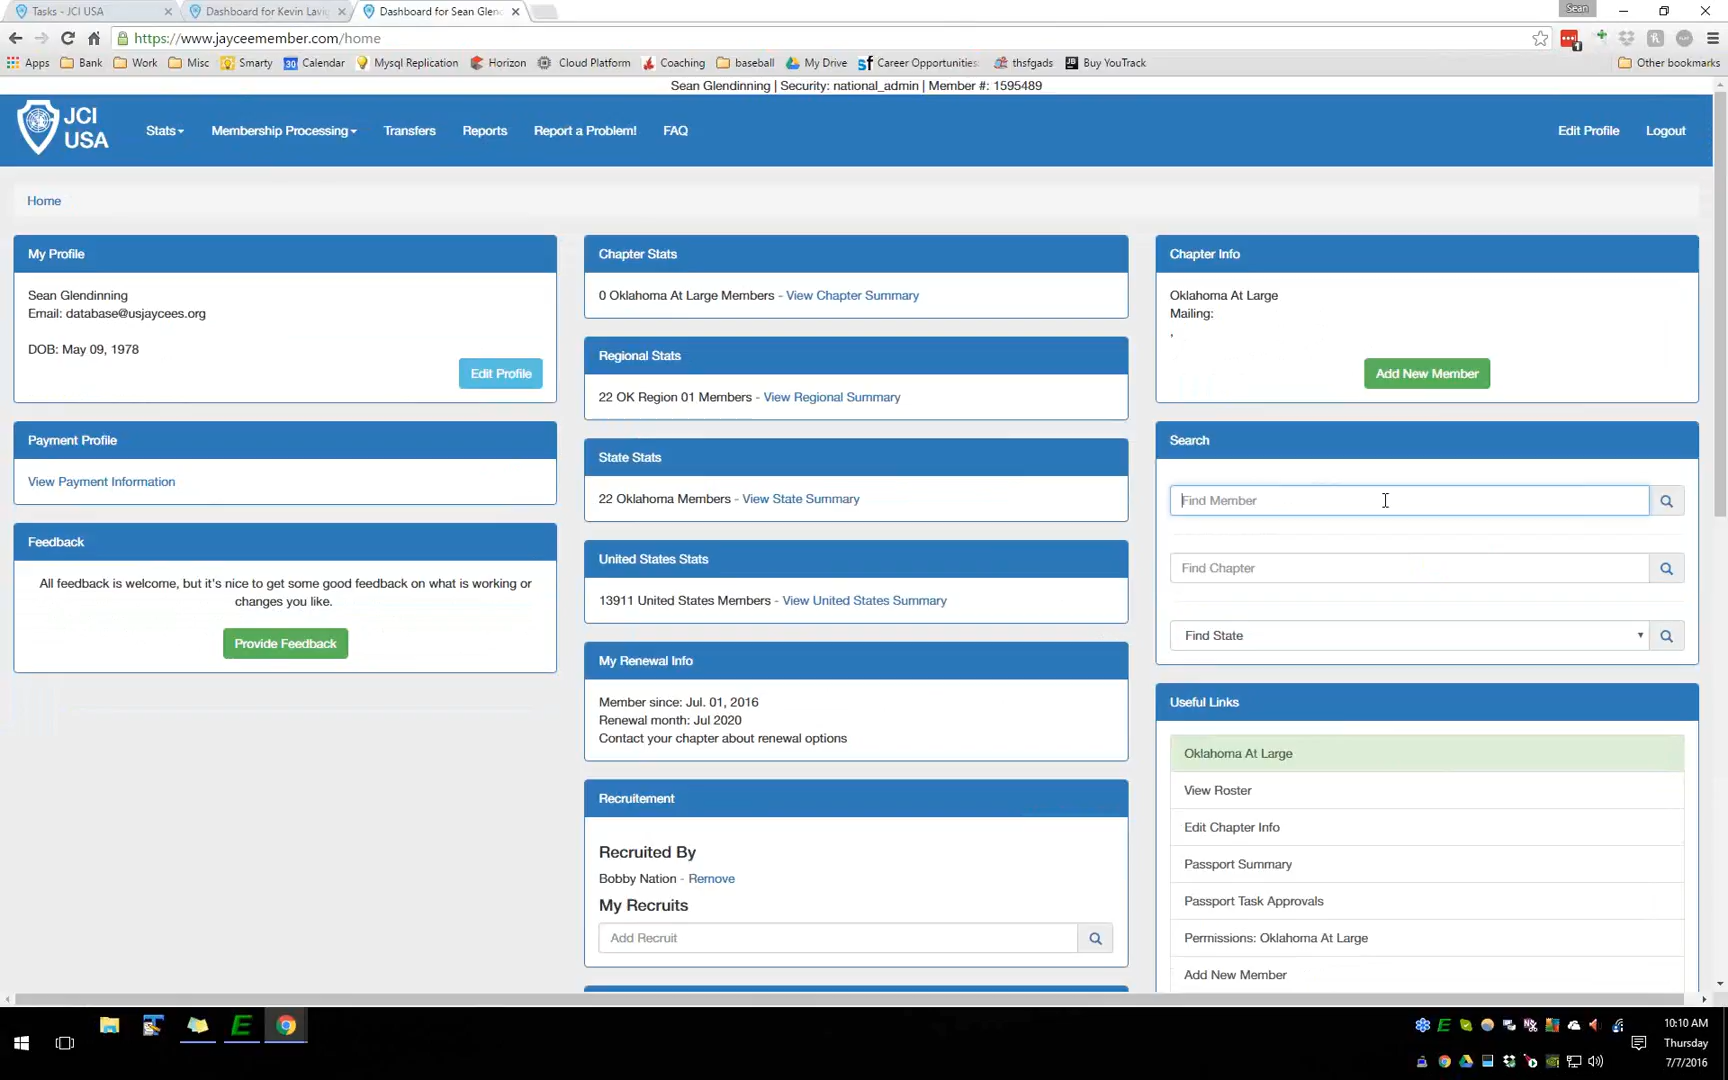 Tasks - JCI USA
Dashboard for Kevin Lavig
Dashboard for Sean Glend
Sean
https://www.jayceemember.com/home
Apps
Bank
Work
Misc
Smarty
Calendar
Mysql Replication
Horizon
Cloud Platform
Coaching
baseball
My Drive
Career Opportunities:
thsfgads
Buy YouTrack
Other bookmarks
Sean Glendinning | Security: national_admin | Member #: 1595489
JCI
USA
Stats
Membership Processing
Transfers
Reports
Report a Problem!
FAQ
Edit Profile
Logout
Home
My Profile
Sean Glendinning
Email: database@usjaycees.org
DOB: May 09, 1978
Edit Profile
Payment Profile
View Payment Information
Feedback
All feedback is welcome, but it's nice to get some good feedback on what is working or
changes you like.
Provide Feedback
Chapter Stats
0 Oklahoma At Large Members - View Chapter Summary
Regional Stats
22 OK Region 01 Members - View Regional Summary
State Stats
22 Oklahoma Members - View State Summary
United States Stats
13911 United States Members - View United States Summary
My Renewal Info
Member since: Jul. 01, 2016
Renewal month: Jul 2020
Contact your chapter about renewal options
Recruitement
Recruited By
Bobby Nation - Remove
My Recruits
Add Recruit
Chapter Info
Oklahoma At Large
Mailing:
,
Add New Member
Search
Find Member
Find Chapter
Find State
Useful Links
Oklahoma At Large
View Roster
Edit Chapter Info
Passport Summary
Passport Task Approvals
Permissions: Oklahoma At Large
Add New Member
10:10 AM
Thursday
7/7/2016